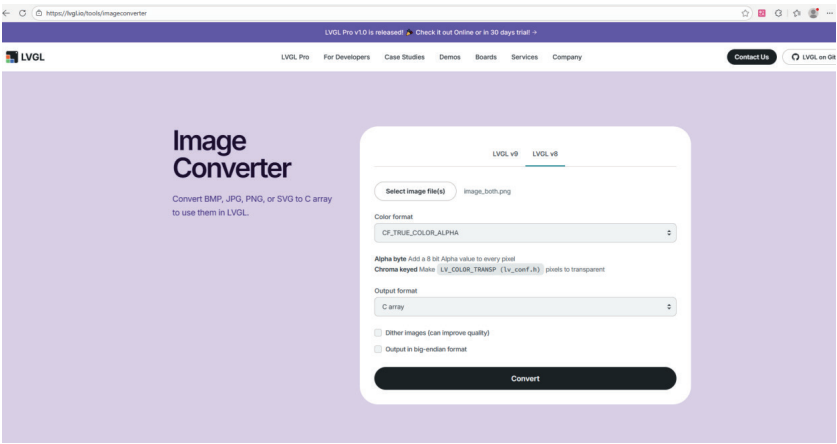 https://lvgl.io/tools/imageconverter
LVGL Pro v1.0 is released! Check it out Online or in 30 days trial! →
LVGL
LVGL Pro For Developers Case Studies Demos Boards Services Company
Contact Us
LVGL on Git
Image
Converter
Convert BMP, JPG, PNG, or SVG to C array
to use them in LVGL.
LVGL v9 LVGL v8
Select image file(s) image_both.png
Color format
CF_TRUE_COLOR_ALPHA
Alpha byte Add a 8 bit Alpha value to every pixel
Chroma keyed Make LV_COLOR_TRANSP (lv_conf.h) pixels to transparent
Output format
C array
Dither images (can improve quality)
Output in big-endian format
Convert